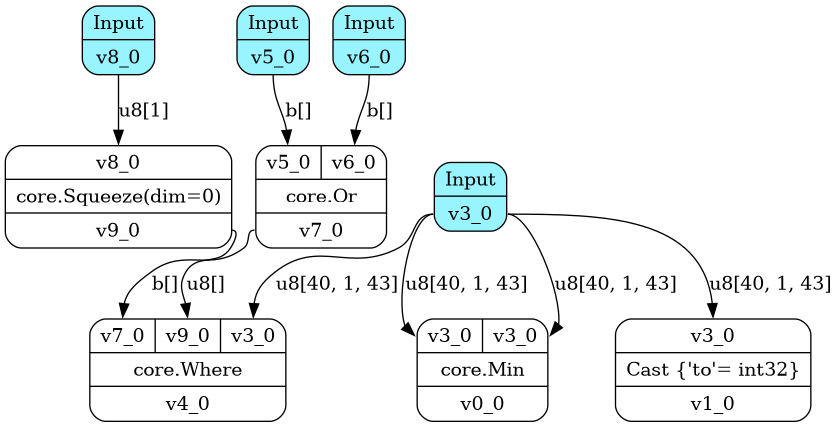 Input
v8_0
Input
v5_0
Input
v6_0
u8[1]
b[]
b[]
v8_0
core.Squeeze(dim=0)
v9_0
v5_0 v6_0
core.Or
v7_0
Input
v3_0
b[]
u8[]
u8[40, 1, 43]
u8[40, 1, 43]
u8[40, 1, 43]
u8[40, 1, 43]
v7_0 v9_0 v3_0
core.Where
v4_0
v3_0 v3_0
core.Min
v0_0
v3_0
Cast {'to'= int32}
v1_0